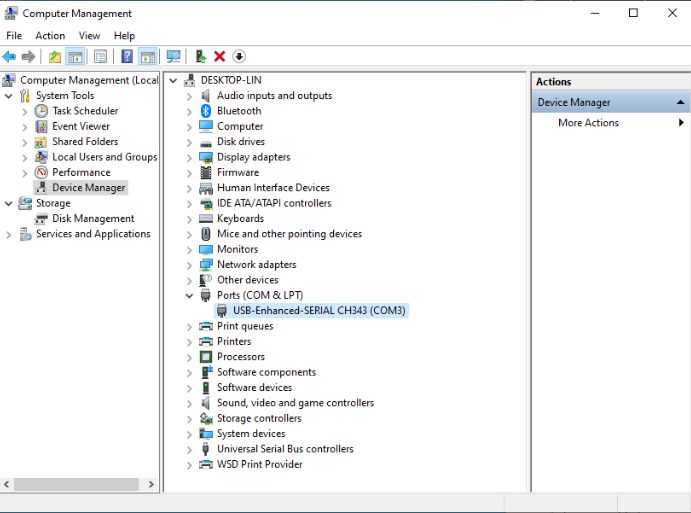 Computer Management
File Action View Help
Computer Management (Local
System Tools
Task Scheduler
Event Viewer
Shared Folders
Local Users and Groups
Performance
Device Manager
Storage
Disk Management
Services and Applications
DESKTOP-LIN
Audio inputs and outputs
Bluetooth
Computer
Disk drives
Display adapters
Firmware
Human Interface Devices
IDE ATA/ATAPI controllers
Keyboards
Mice and other pointing devices
Monitors
Network adapters
Other devices
Ports (COM & LPT)
USB-Enhanced-SERIAL CH343 (COM3)
Print queues
Printers
Processors
Software components
Software devices
Sound, video and game controllers
Storage controllers
System devices
Universal Serial Bus controllers
WSD Print Provider
Actions
Device Manager
More Actions